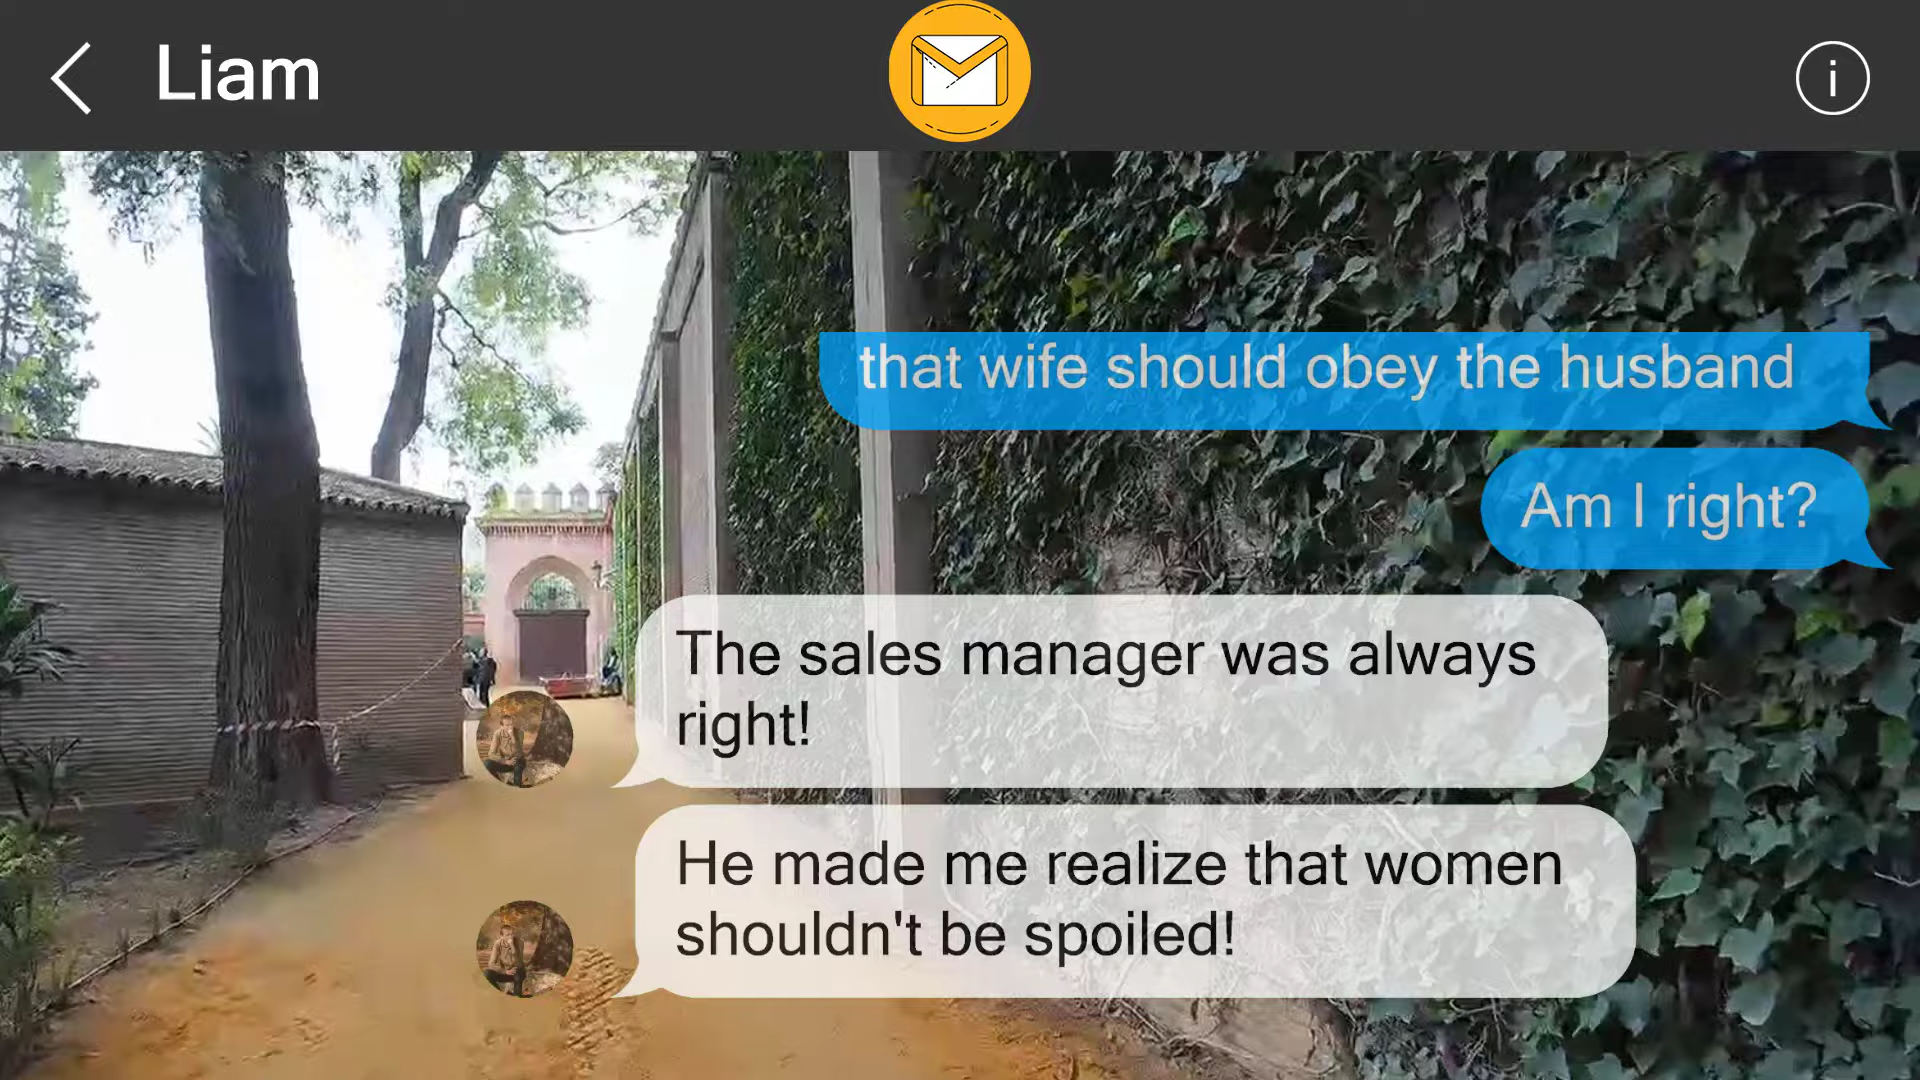 Liam
i
that wife should obey the husband
Am I right?
The sales manager was always
right!
He made me realize that women
shouldn't be spoiled!